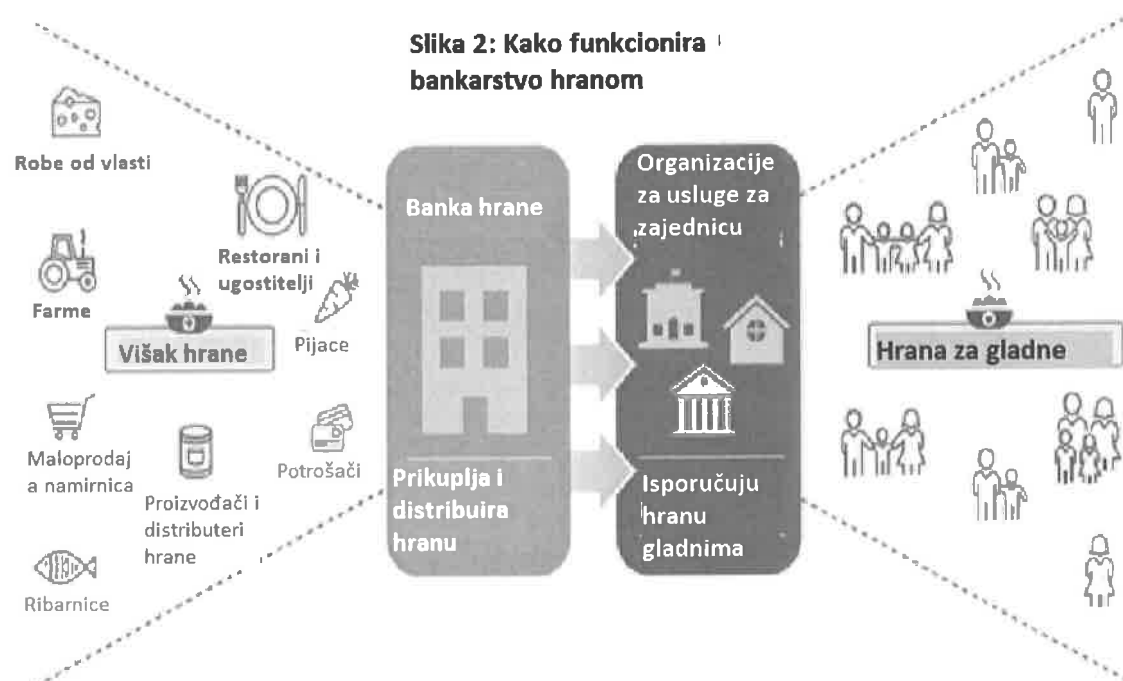 Slika 2: Kako funkcionira
bankarstvo hranom
Robe od vlasti
Restorani i
ugostitelji
Farme
Pijace
Višak hrane
Maloprodaj
a namirnica
Proizvođači i
distributeri
hrane
Potrošači
Ribarnice
Banka hrane
Prikuplja i
distribuira
hranu
Organizacije
za usluge za
zajednicu
Isporučuju
hranu
gladnima
Hrana za gladne